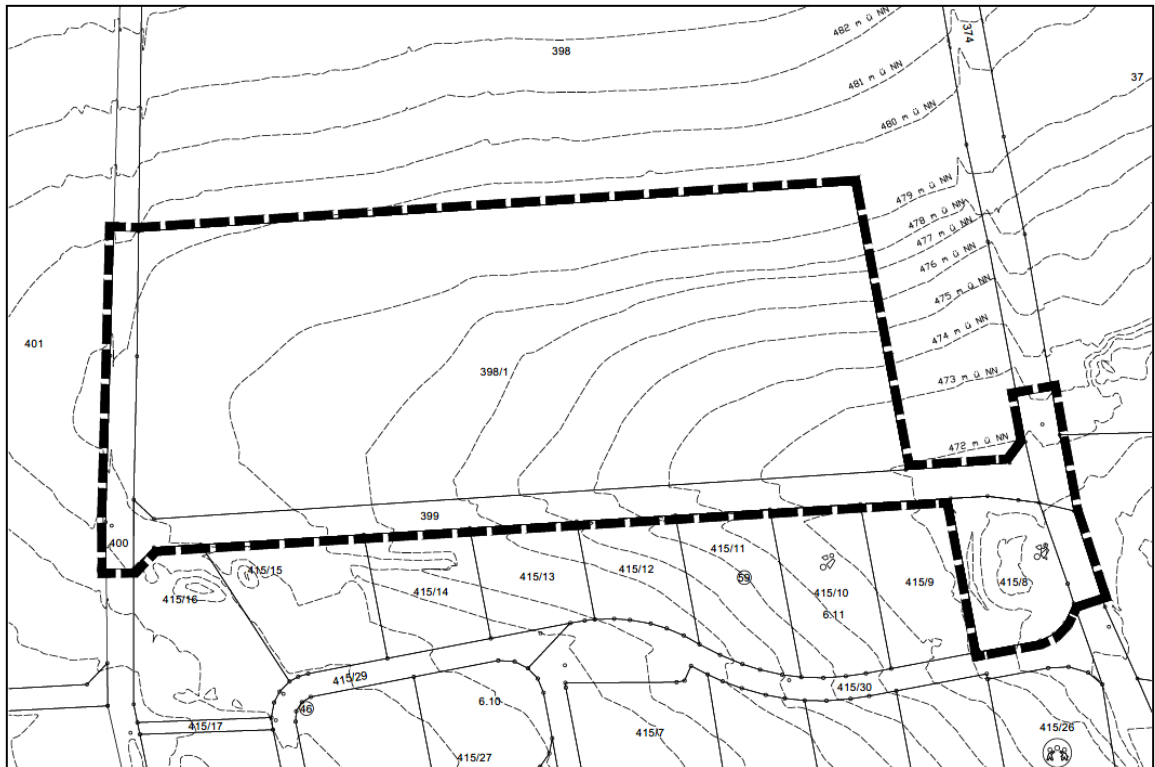 482 m ü NN
374
398
481 m ü NN
37
480 m ü NN
479 m ü NN
478 m ü NN
477 m ü NN
476 m ü NN
475 m ü NN
401
474 m ü NN
398/1
473 m ü NN
472 m ü NN
399
400
415/11
415/15
415/12
415/13
59
415/9
415/8
415/14
415/10
415/16
6.11
415/29
415/30
6.10
46
415/17
415/7
415/26
415/27